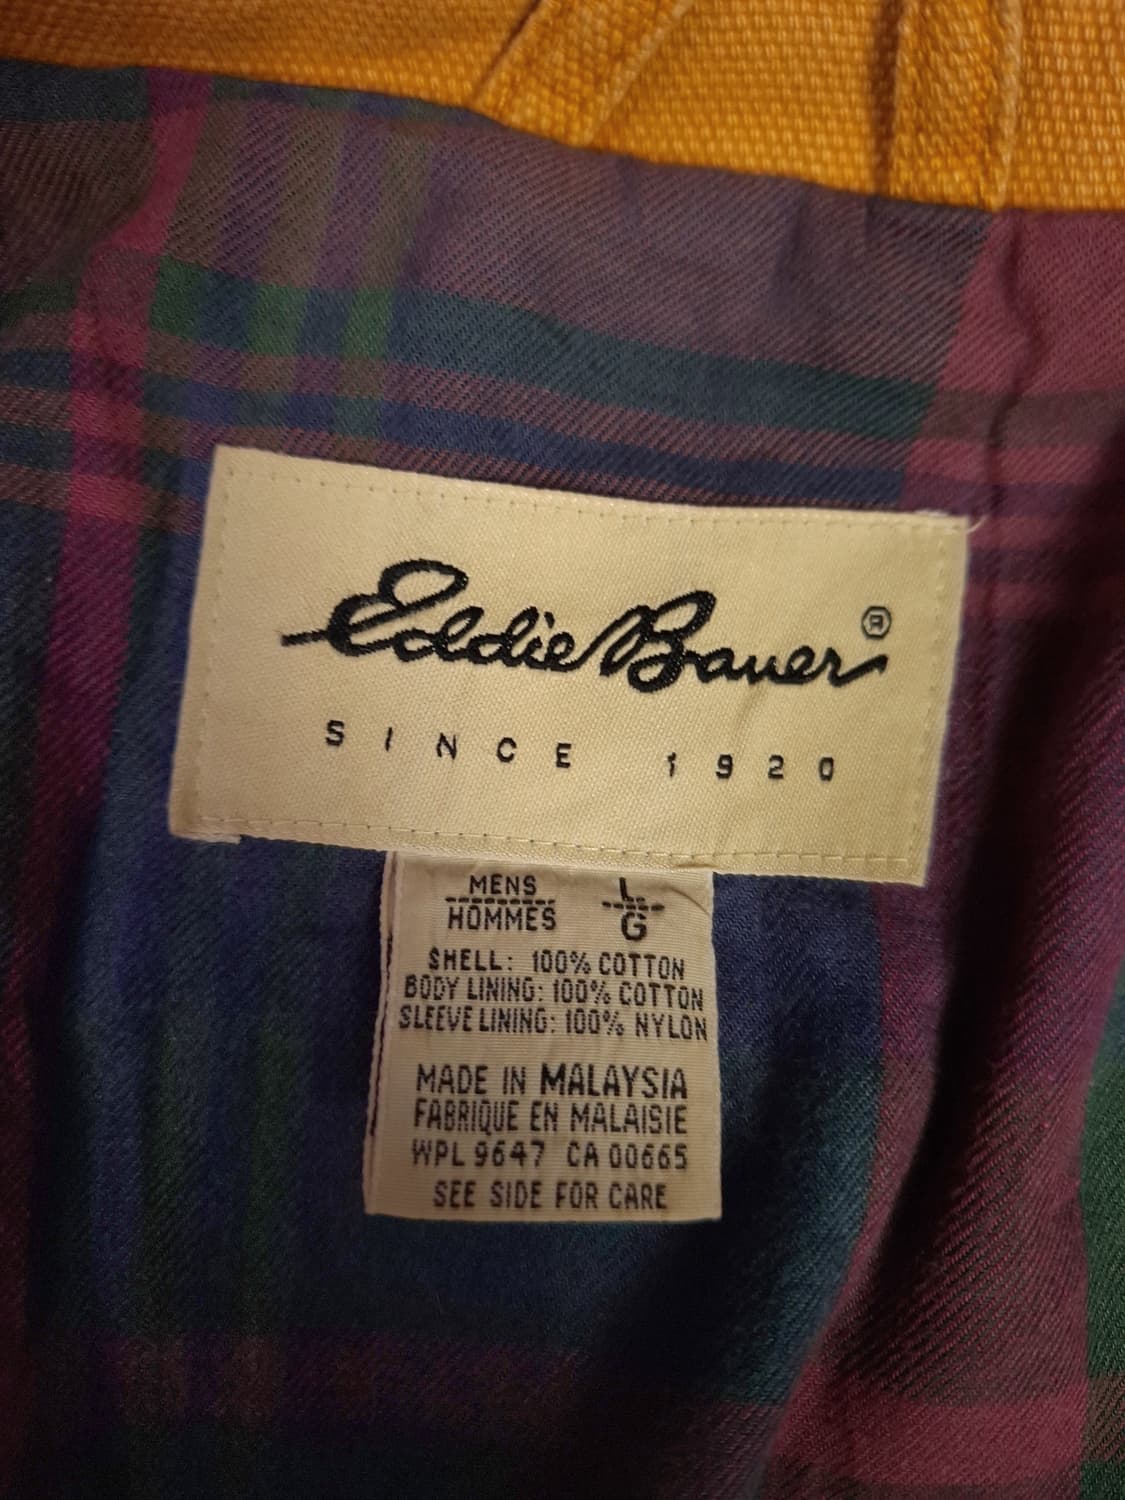 Eddie Bauer ®
SINCE 1920
MENS L
HOMMES G
SHELL: 100% COTTON
BODY LINING: 100% COTTON
SLEEVE LINING: 100% NYLON
MADE IN MALAYSIA
FABRIQUE EN MALAISIE
WPL 9647 CA 00665
SEE SIDE FOR CARE